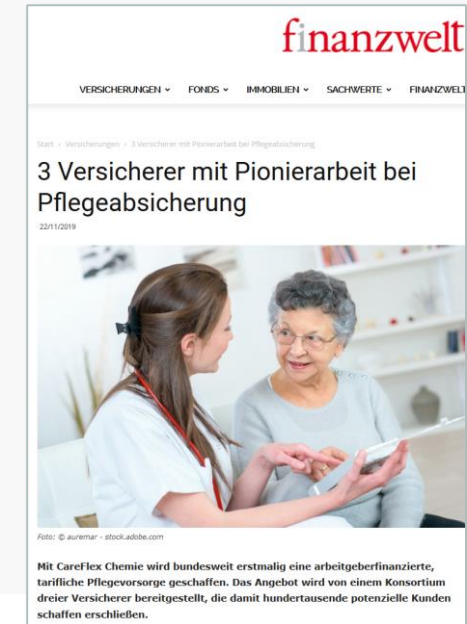 finanzwelt
VERSICHERUNGEN FONDS IMMOBILIEN SACHWERTE FINANZWELT
Start › Versicherungen › 3 Versicherer mit Pionierarbeit bei Pflegeabsicherung
3 Versicherer mit Pionierarbeit bei
Pflegeabsicherung
22/11/2019
Foto: © auremar - stock.adobe.com
Mit CareFlex Chemie wird bundesweit erstmalig eine arbeitgeberfinanzierte,
tarifliche Pflegevorsorge geschaffen. Das Angebot wird von einem Konsortium
dreier Versicherer bereitgestellt, die damit hundertausende potenzielle Kunden
schaffen erschließen.